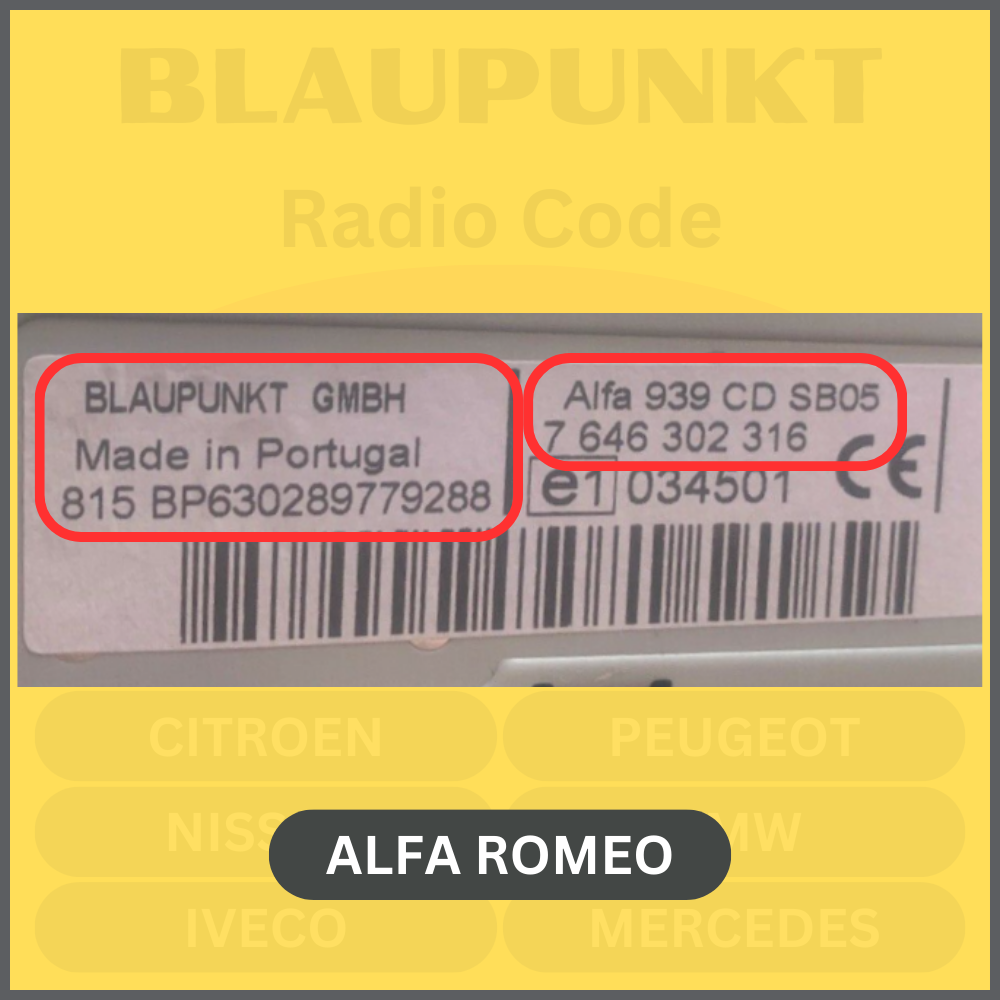 BLAUPUNKT
Radio Code
BLAUPUNKT GMBH
Made in Portugal
815 BP630289779288
Alfa 939 CD SB05
7 646 302 316
e1 034501 CE
CITROEN PEUGEOT
ALFA ROMEO
IVECO MERCEDES